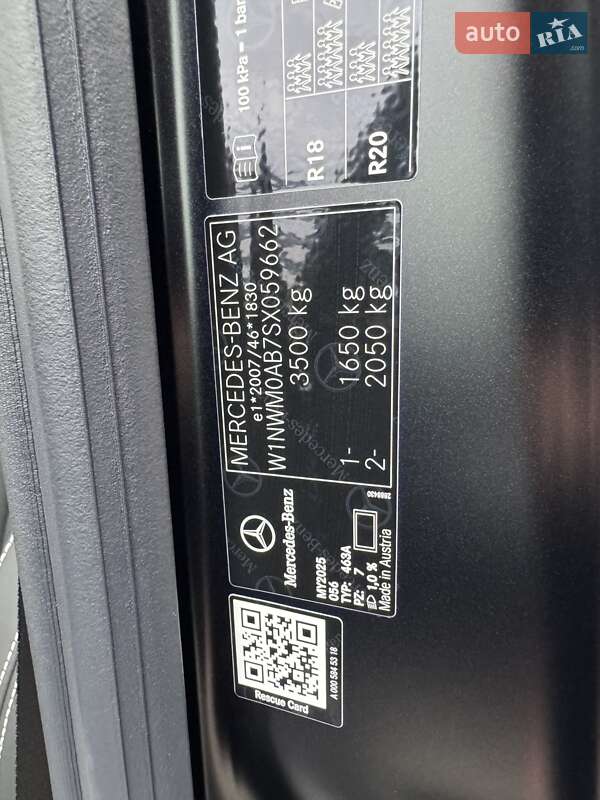 auto RIA.com
100 kPa = 1 bar
R18
R20
MERCEDES-BENZ AG
e1*2007/46*1830
W1NWM0AB7SX059662
3500 kg
1- 1650 kg
2- 2050 kg
Mercedes-Benz
MY2025
056
TYP: 463A
PZ: 7
1,0 %
Made in Austria
2888430
Rescue Card
A 000 584 53 18